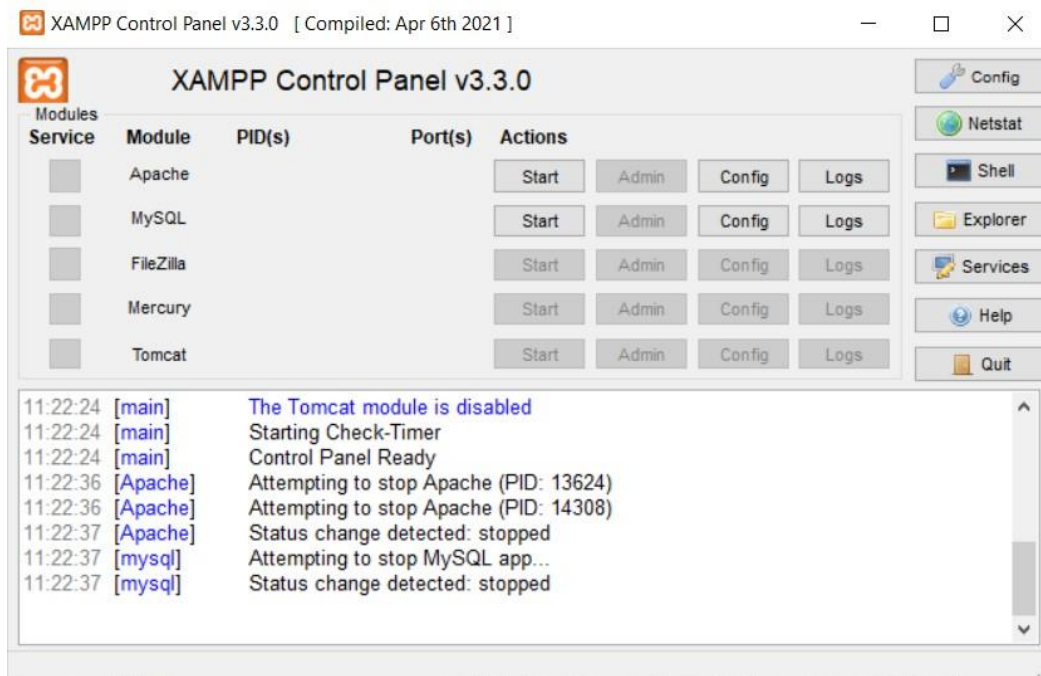 XAMPP Control Panel v3.3.0 [ Compiled: Apr 6th 2021 ]
XAMPP Control Panel v3.3.0
Config
Modules
Service Module PID(s) Port(s) Actions
Netstat
Apache Start Admin Config Logs
Shell
MySQL Start Admin Config Logs
Explorer
FileZilla Start Admin Config Logs
Services
Mercury Start Admin Config Logs
Help
Tomcat Start Admin Config Logs
Quit
11:22:24 [main] The Tomcat module is disabled
11:22:24 [main] Starting Check-Timer
11:22:24 [main] Control Panel Ready
11:22:36 [Apache] Attempting to stop Apache (PID: 13624)
11:22:36 [Apache] Attempting to stop Apache (PID: 14308)
11:22:37 [Apache] Status change detected: stopped
11:22:37 [mysql] Attempting to stop MySQL app...
11:22:37 [mysql] Status change detected: stopped